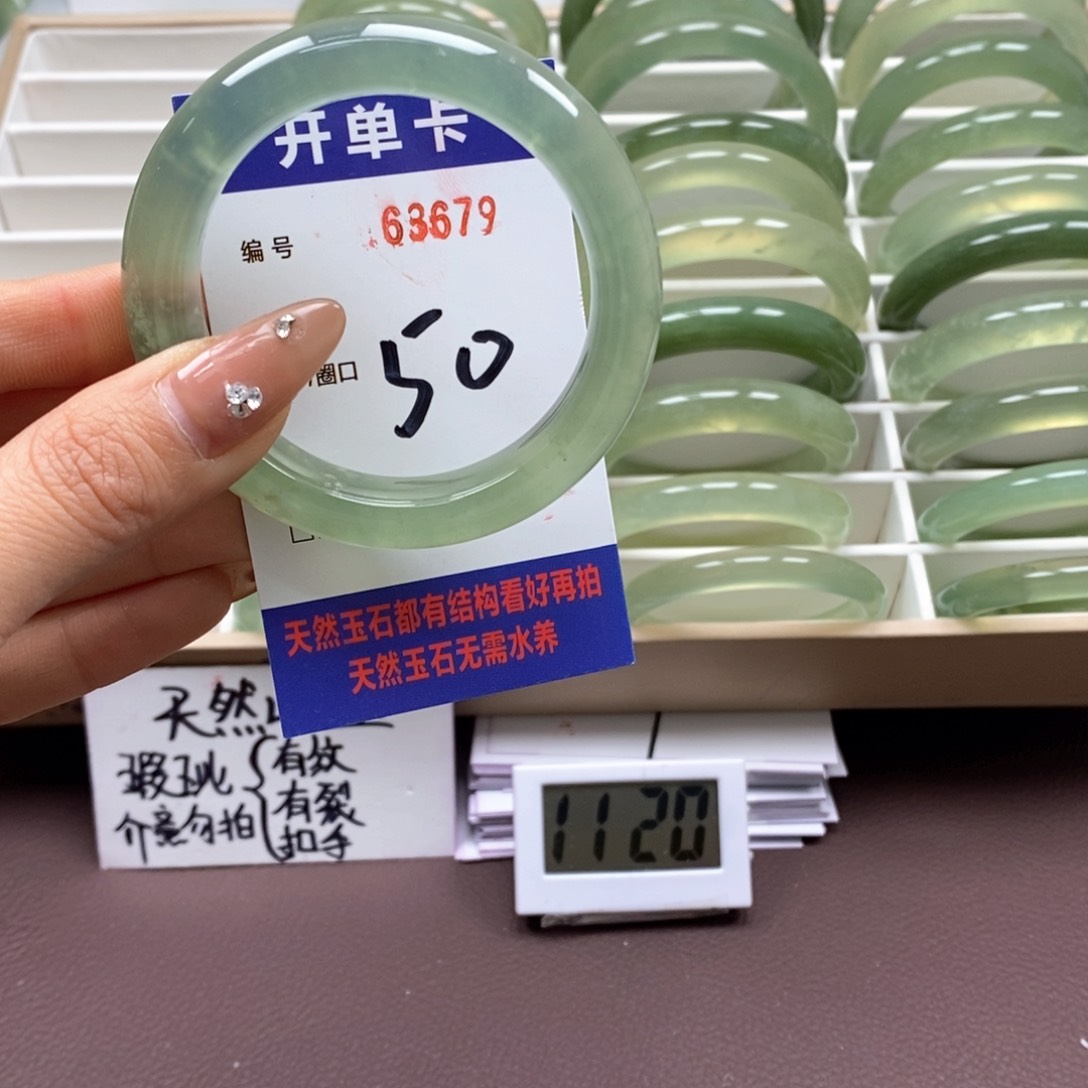 开单卡
编号 63679
圈口 50
天然玉石都有结构看好再拍
天然玉石无需水养
天然
瑕玼 有纹
有裂
介意勿拍 扣手
1120